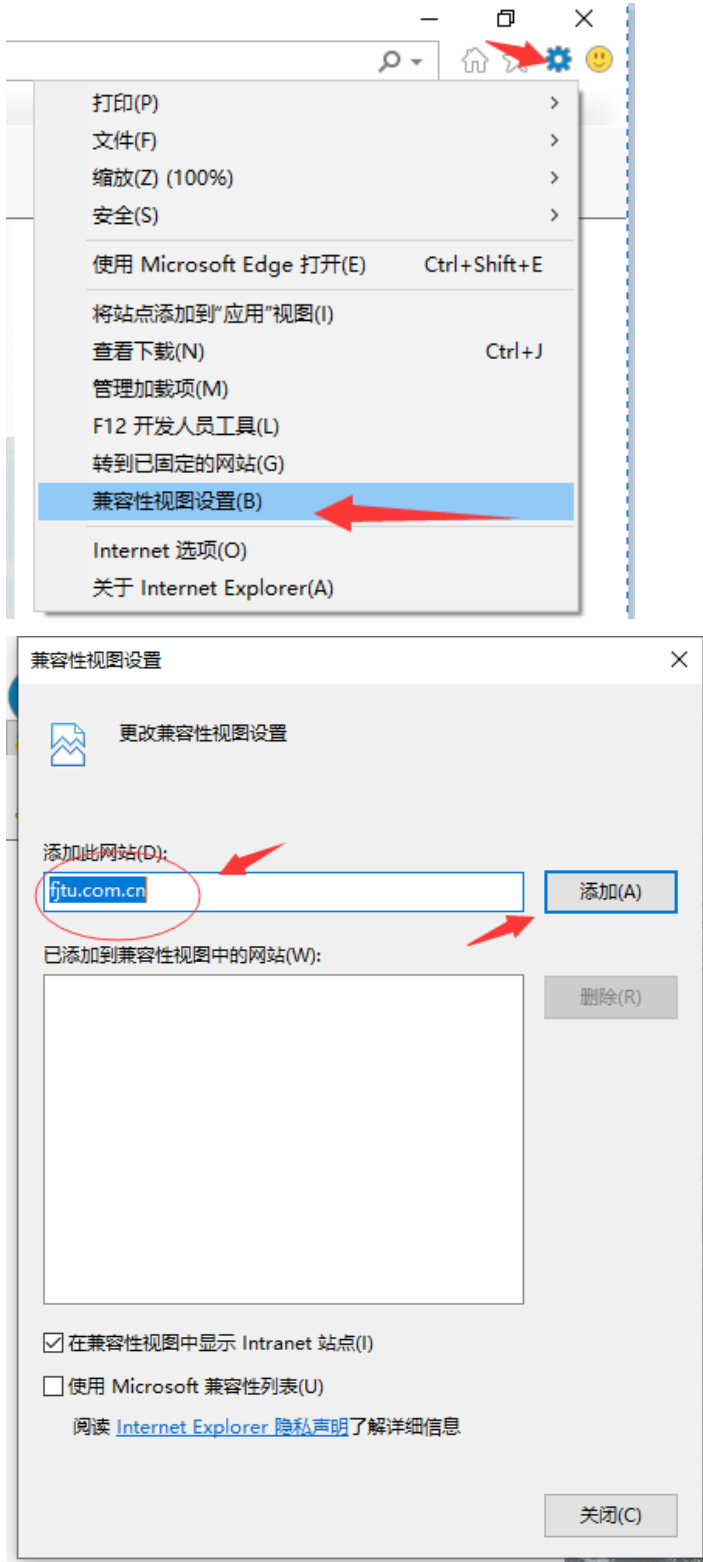 打印(P)
文件(F)
缩放(Z) (100%)
安全(S)
使用 Microsoft Edge 打开(E) Ctrl+Shift+E
将站点添加到“应用”视图(I)
查看下载(N) Ctrl+J
管理加载项(M)
F12 开发人员工具(L)
转到已固定的网站(G)
兼容性视图设置(B)
Internet 选项(O)
关于 Internet Explorer(A)
兼容性视图设置
更改兼容性视图设置
添加此网站(D):
fjtu.com.cn 添加(A)
已添加到兼容性视图中的网站(W):
删除(R)
在兼容性视图中显示 Intranet 站点(I)
使用 Microsoft 兼容性列表(U)
阅读 Internet Explorer 隐私声明了解详细信息
关闭(C)